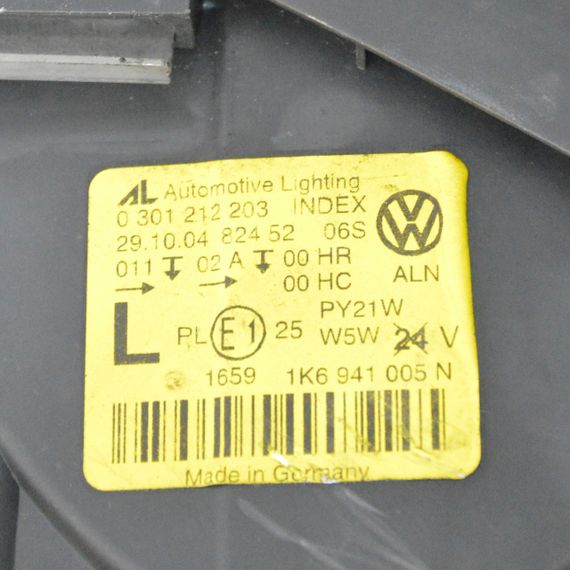 AL Automotive Lighting
0 301 212 203 INDEX
29.10.04 824 52 06S
011 02 A 00 HR
00 HC
ALN
L PL E1 25
PY21W
W5W 24 V
1659 1K6 941 005 N
Made in Germany